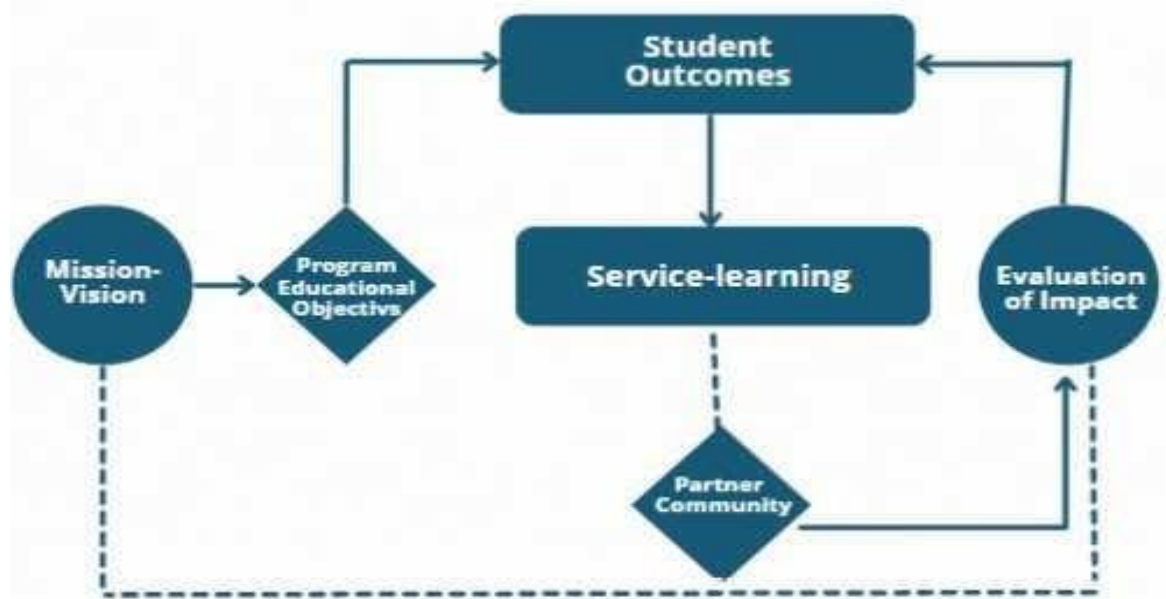 Student
Outcomes
Mission-
Vision
Program
Educational
Objectivs
Service-learning
Evaluation
of Impact
Partner
Community